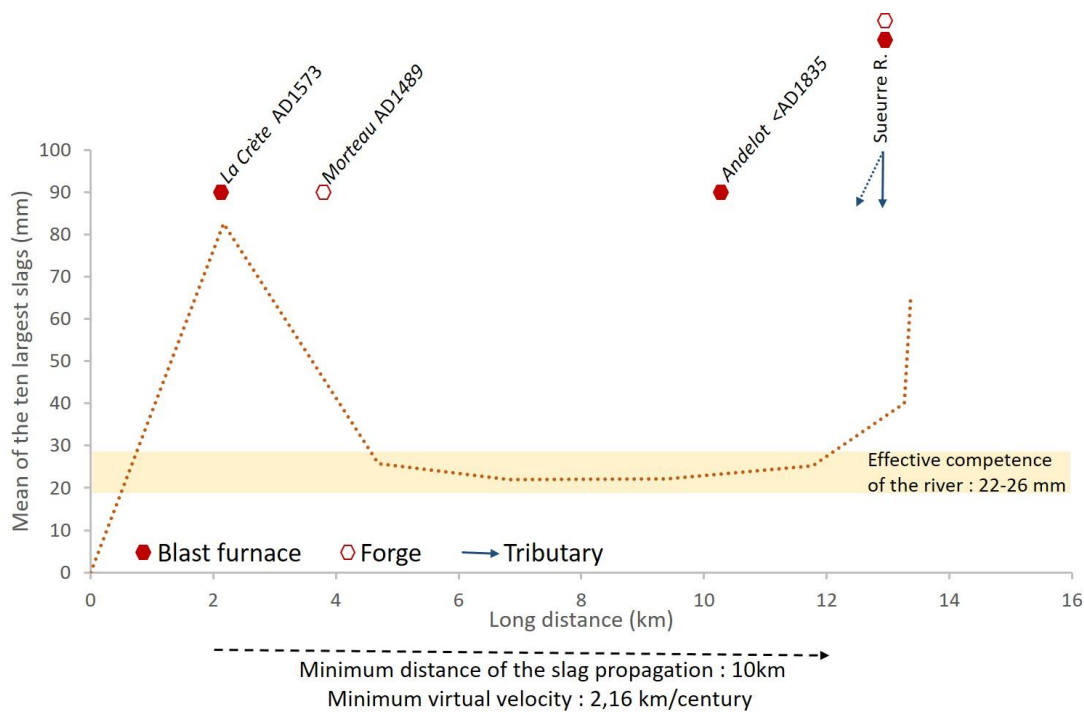 La Crète AD1573
Morteau AD1489
Andelot <AD1835
Sueurre R.
Mean of the ten largest slags (mm)
100
90
80
70
60
50
40
30
20
10
0
Effective competence
of the river : 22-26 mm
Blast furnace
Forge
Tributary
0 2 4 6 8 10 12 14 16
Long distance (km)
Minimum distance of the slag propagation : 10km
Minimum virtual velocity : 2,16 km/century